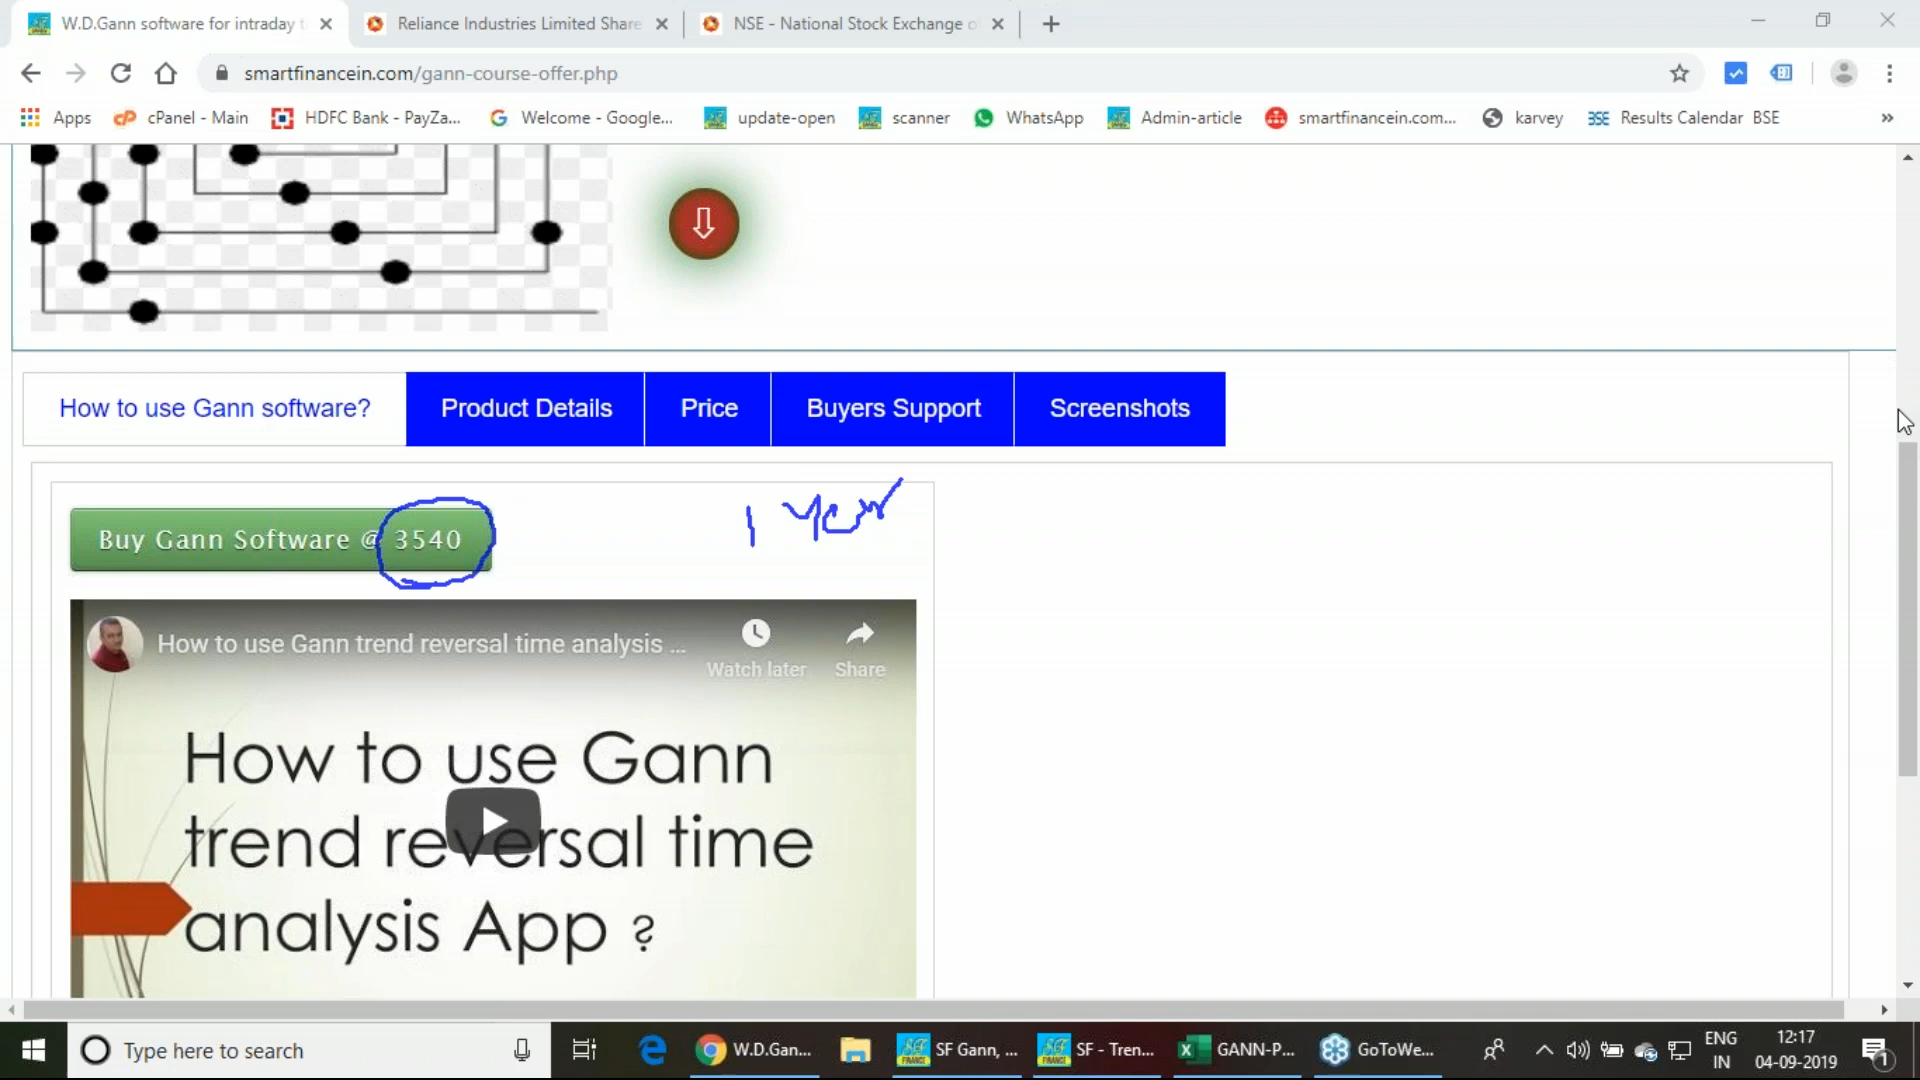 W.D.Gann software for intraday t
Reliance Industries Limited Share
NSE - National Stock Exchange o
smartfinancein.com/gann-course-offer.php
Apps
cPanel - Main
HDFC Bank - PayZa...
Welcome - Google...
update-open
scanner
WhatsApp
Admin-article
smartfinancein.com...
karvey
BSE Results Calendar BSE
How to use Gann software?
Product Details
Price
Buyers Support
Screenshots
Buy Gann Software @ 3540
1 Year
How to use Gann trend reversal time analysis ...
Watch later
Share
How to use Gann
trend reversal time
analysis App ?
Type here to search
W.D.Gan...
SF Gann, ...
SF - Tren...
GANN-P...
GoToWe...
ENG
IN
12:17
04-09-2019
1